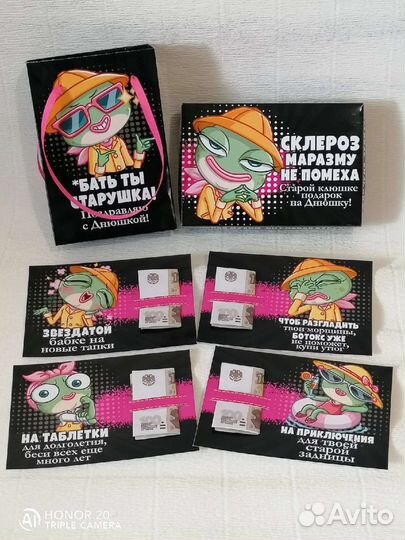 *БАТЬ ТЫ
СТАРУШКА!
Поздравляю
с Днюшкой!
СКЛЕРОЗ
МАРАЗМУ
НЕ ПОМЕХА
Старой клюшке
подарок
на Днюшку!
ЗВЕЗДАТОЙ
бабке на
новые тапки
ЧТОБ РАЗГЛАДИТЬ
твои морщины,
БОТОКС УЖЕ
не поможет,
купи утюг
НА ТАБЛЕТКИ
для долголетия,
беси всех еще
много лет
НА ПРИКЛЮЧЕНИЯ
для твоей
старой
задницы
HONOR 20
TRIPLE CAMERA
Avito